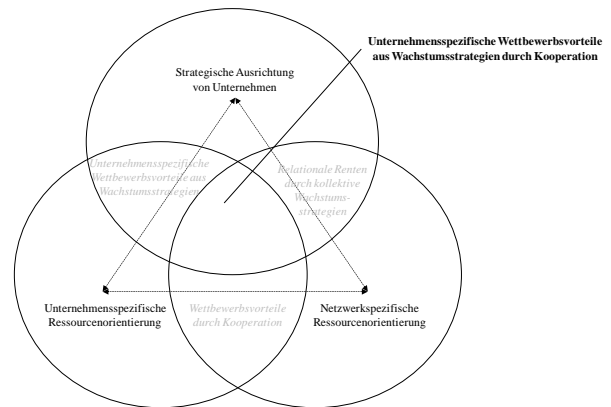 Unternehmensspezifische Wettbewerbsvorteile
aus Wachstumsstrategien durch Kooperation
Strategische Ausrichtung
von Unternehmen
Unternehmensspezifische
Wettbewerbsvorteile aus
Wachstumsstrategien
Relationale Renten
durch kollektive
Wachstums-
strategien
Unternehmensspezifische
Ressourcenorientierung
Wettbewerbsvorteile
durch Kooperation
Netzwerkspezifische
Ressourcenorientierung